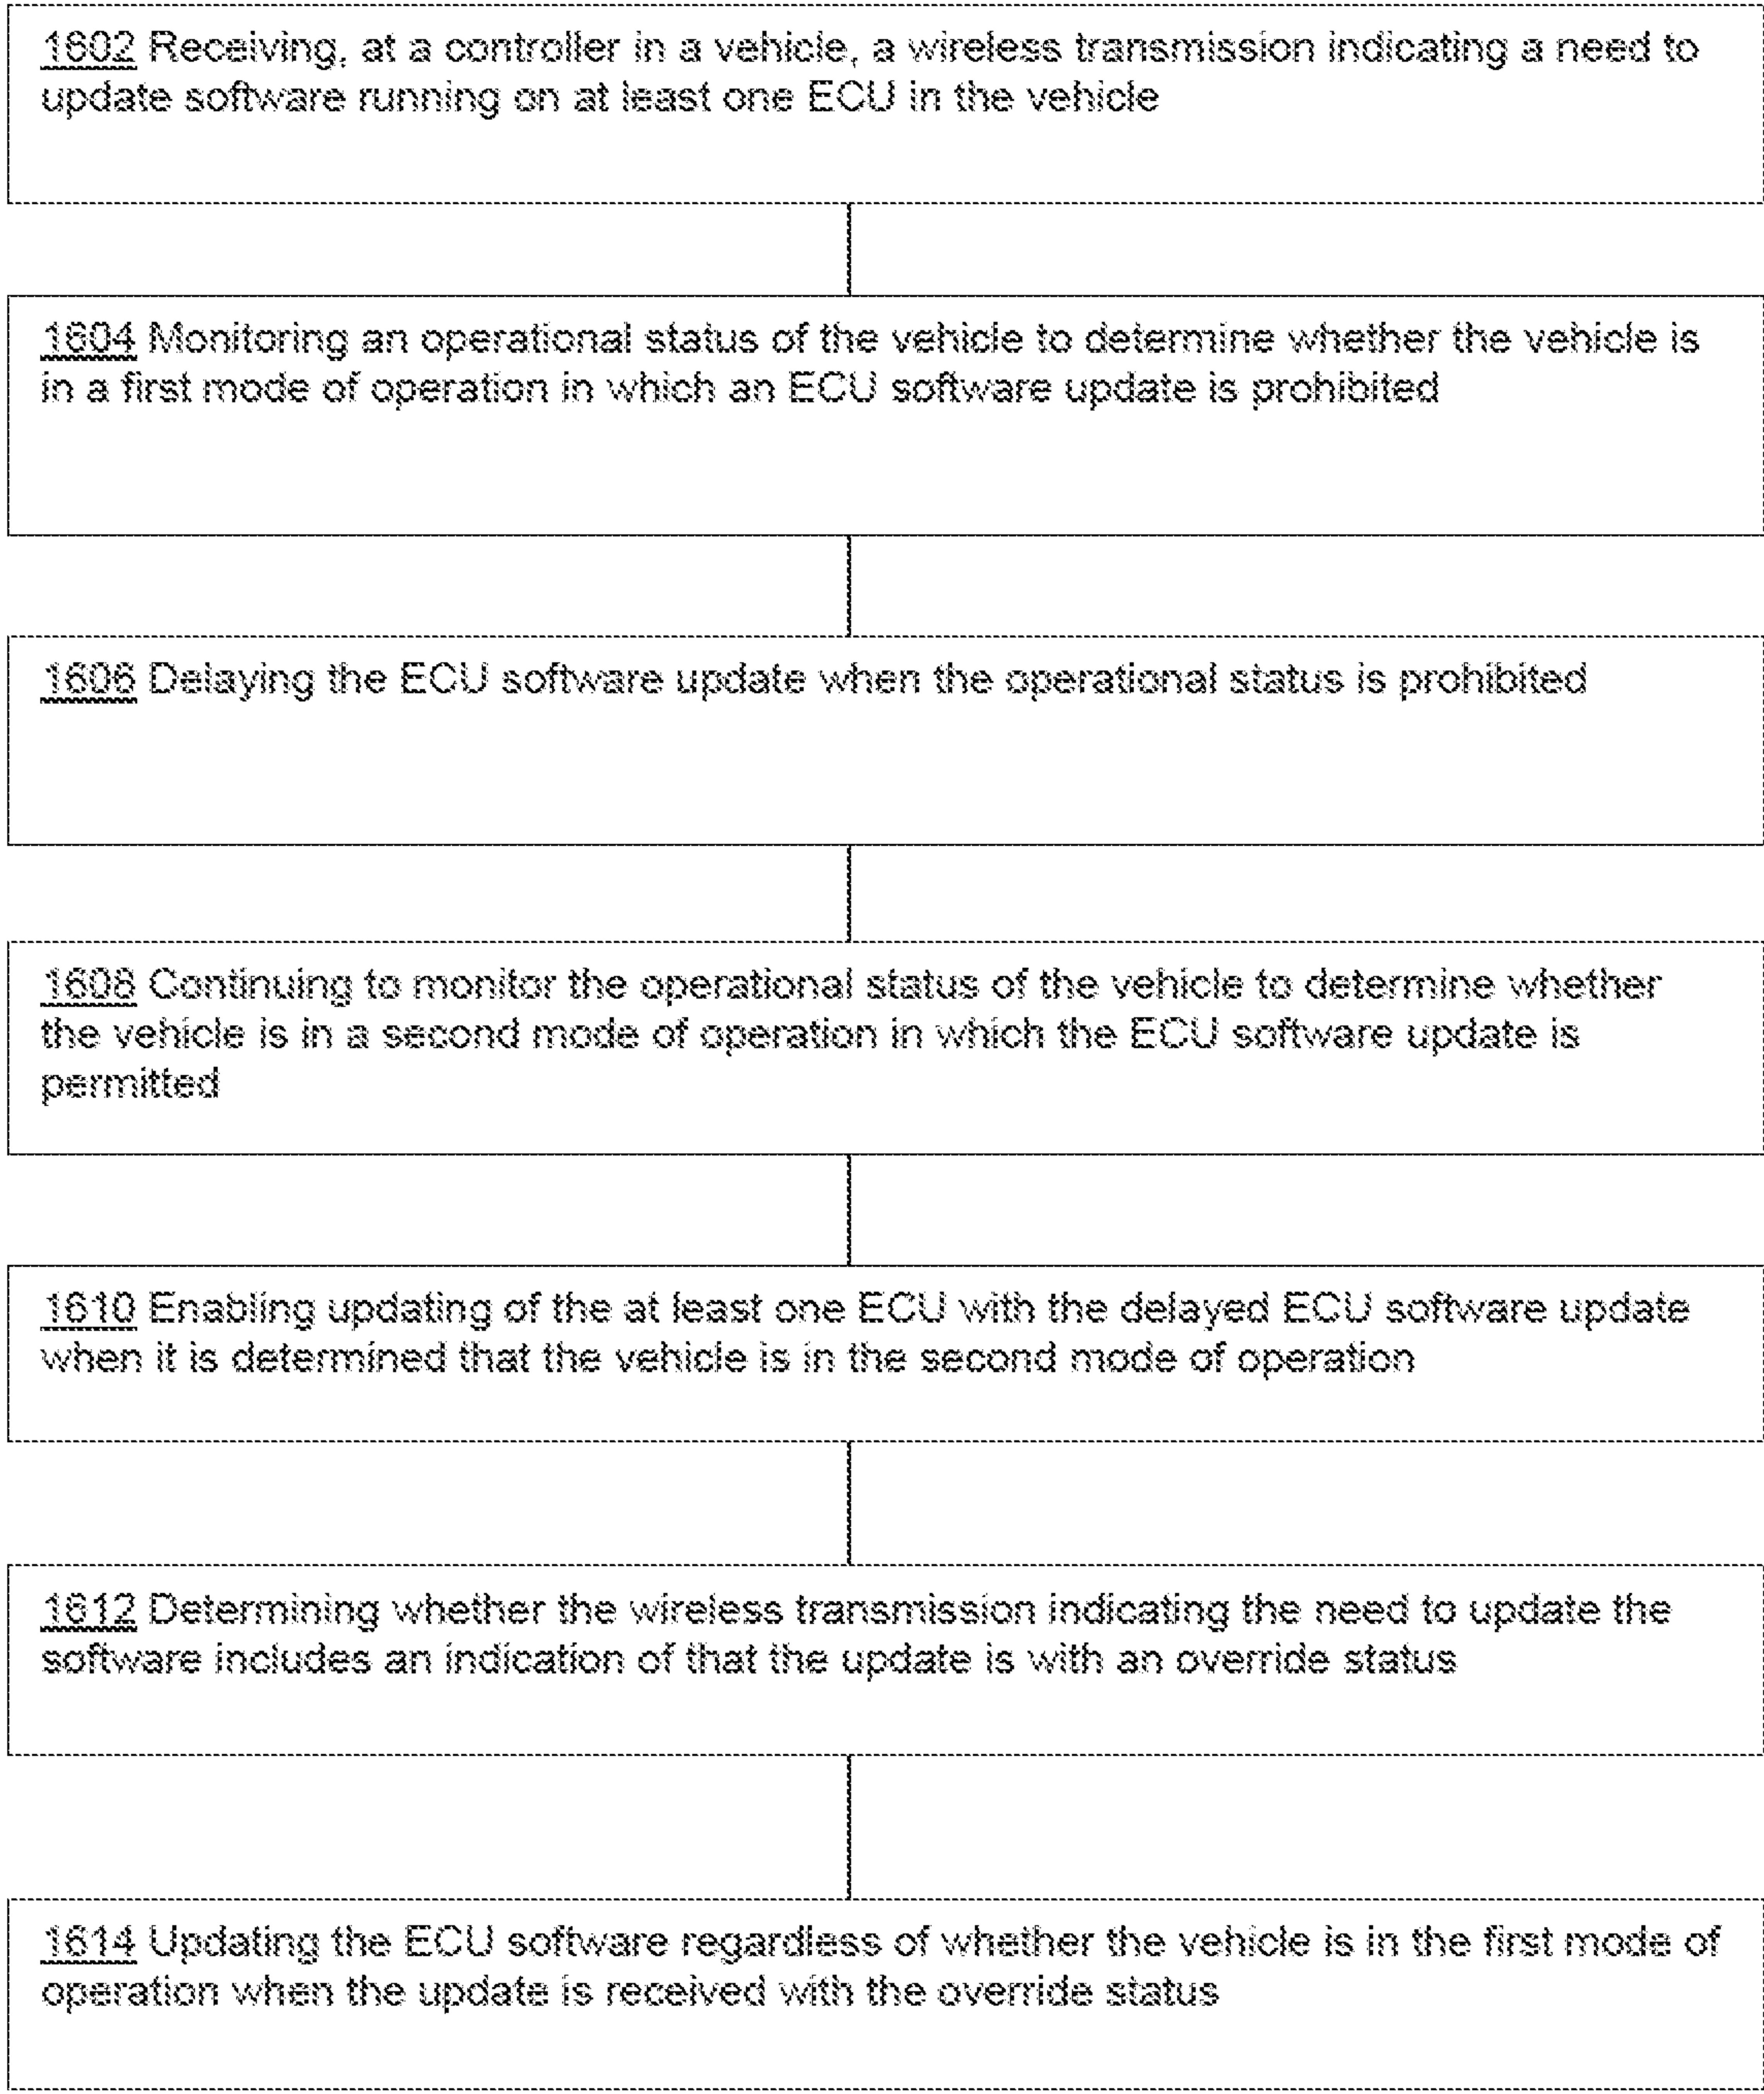 1602 Receiving, at a controller in a vehicle, a wireless transmission indicating a need to
update software running on at least one ECU in the vehicle
1604 Monitoring an operational status of the vehicle to determine whether the vehicle is
in a first mode of operation in which an ECU software update is prohibited
1606 Delaying the ECU software update when the operational status is prohibited
1608 Continuing to monitor the operational status of the vehicle to determine whether
the vehicle is in a second mode of operation in which the ECU software update is
permitted
1610 Enabling updating of the at least one ECU with the delayed ECU software update
when it is determined that the vehicle is in the second mode of operation
1612 Determining whether the wireless transmission indicating the need to update the
software includes an indication of that the update is with an override status
1614 Updating the ECU software regardless of whether the vehicle is in the first mode of
operation when the update is received with the override status